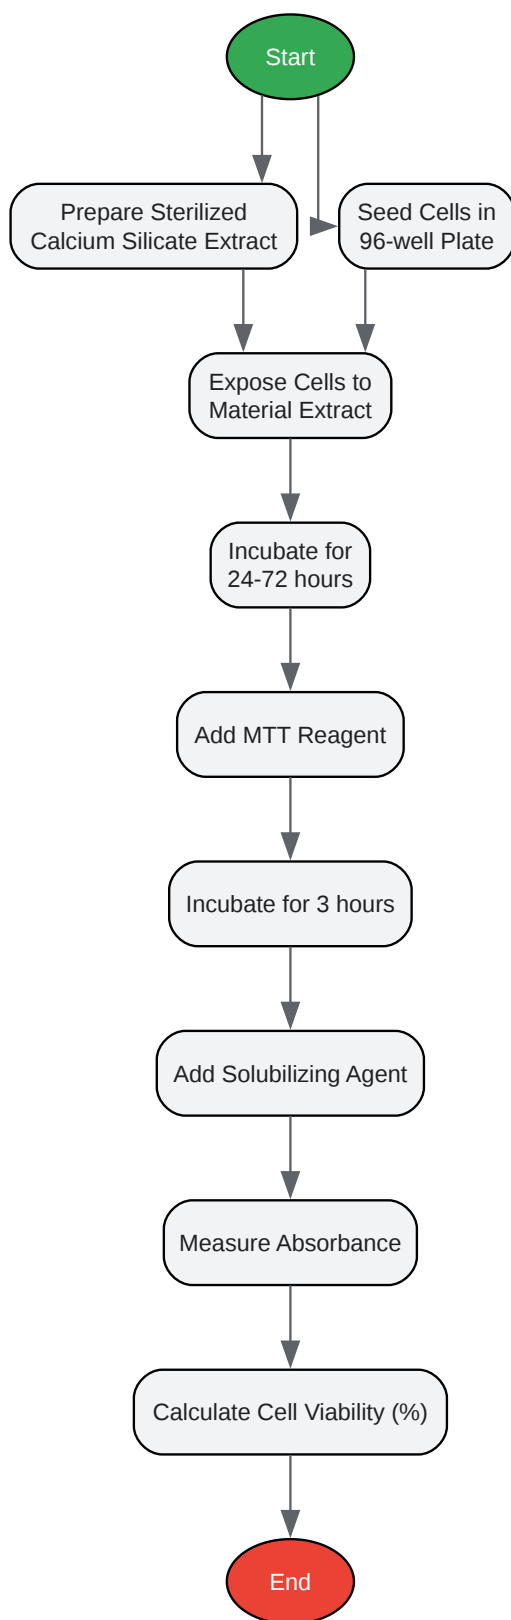 Start
Prepare Sterilized
Calcium Silicate Extract
Seed Cells in
96-well Plate
Expose Cells to
Material Extract
Incubate for
24-72 hours
Add MTT Reagent
Incubate for 3 hours
Add Solubilizing Agent
Measure Absorbance
Calculate Cell Viability (%)
End